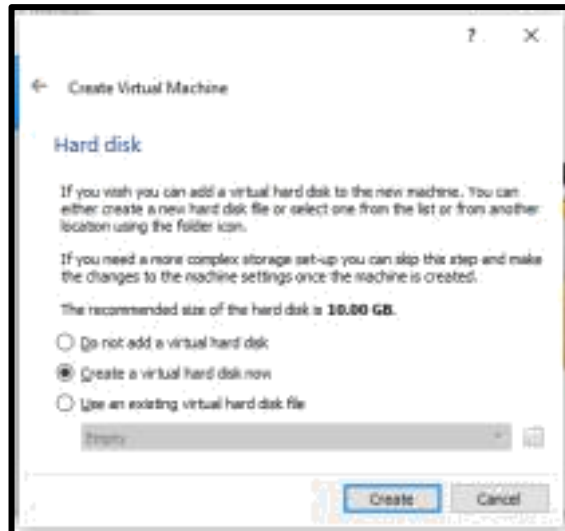 Create Virtual Machine
Hard disk
If you wish you can add a virtual hard disk to the new machine. You can
either create a new hard disk file or select one from the list or from another
location using the folder icon.
If you need a more complex storage set-up you can skip this step and make
the changes to the machine settings once the machine is created.
The recommended size of the hard disk is 10.00 GB.
Do not add a virtual hard disk
Create a virtual hard disk now
Use an existing virtual hard disk file
Empty
Create Cancel